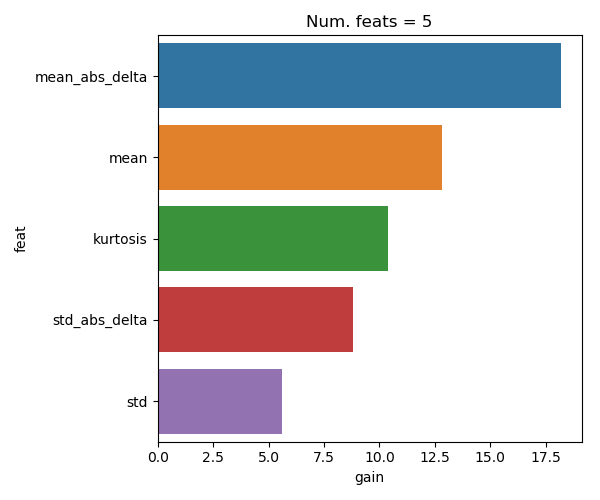 Num. feats = 5
mean_abs_delta
mean
kurtosis
std_abs_delta
std
feat
0.0 2.5 5.0 7.5 10.0 12.5 15.0 17.5
gain